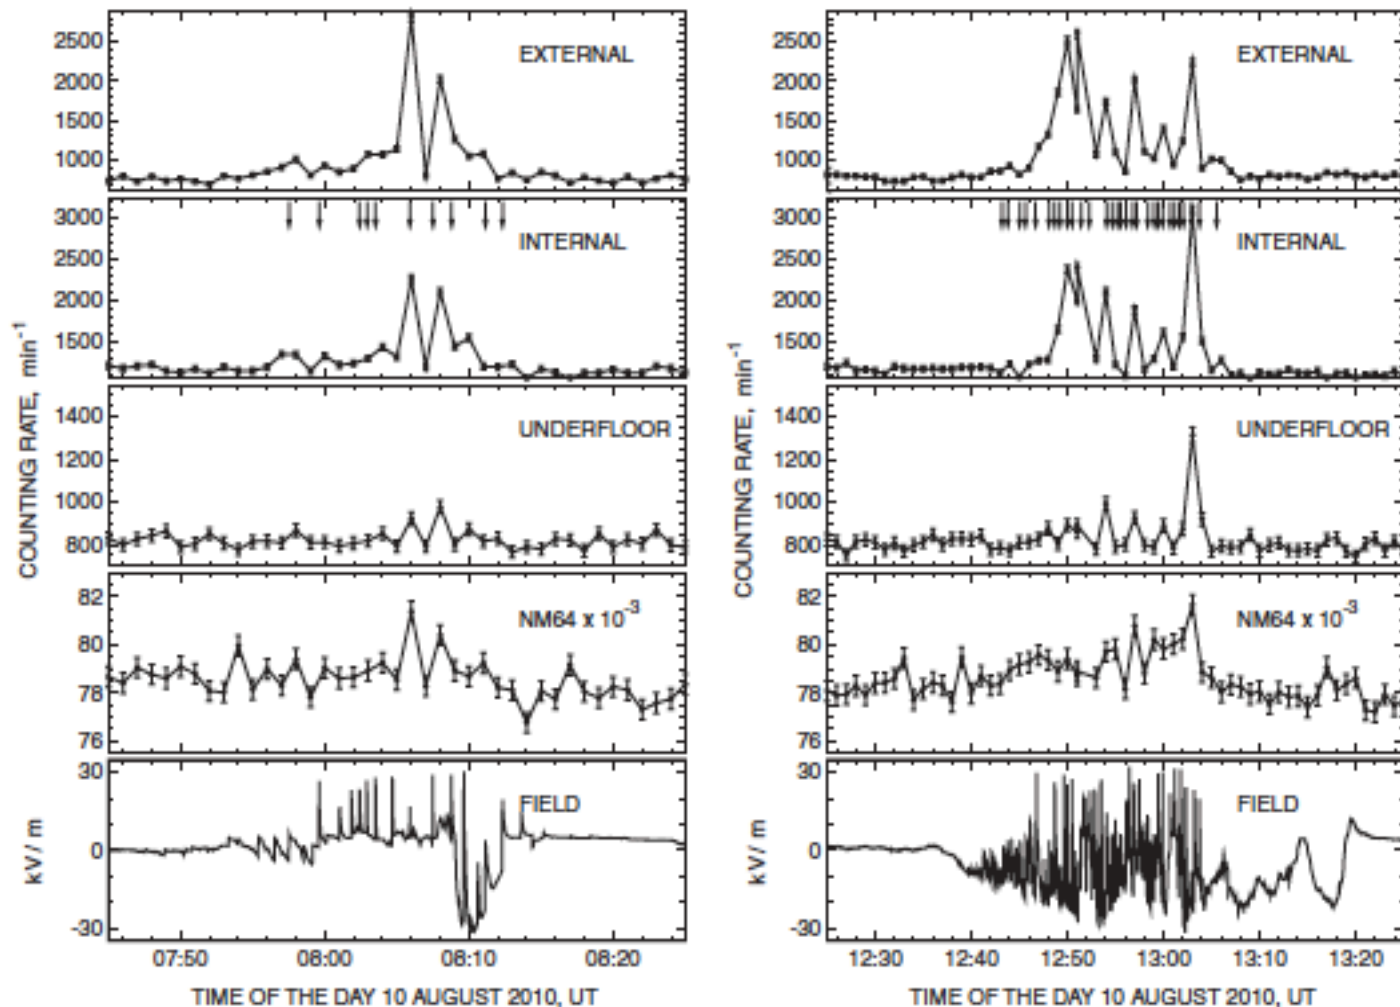 2500
2000
1500
1000
EXTERNAL
3000
2500
2000
1500
INTERNAL
1400
1200
1000
800
UNDERFLOOR
82
80
78
76
NM64 x 10⁻³
30
0
-30
FIELD
COUNTING RATE, min⁻¹
kV / m
07:50 08:00 08:10 08:20
TIME OF THE DAY 10 AUGUST 2010, UT
2500
2000
1500
1000
EXTERNAL
3000
2500
2000
1500
INTERNAL
1400
1200
1000
800
UNDERFLOOR
82
80
78
76
NM64 x 10⁻³
30
0
-30
FIELD
COUNTING RATE, min⁻¹
kV / m
12:30 12:40 12:50 13:00 13:10 13:20
TIME OF THE DAY 10 AUGUST 2010, UT